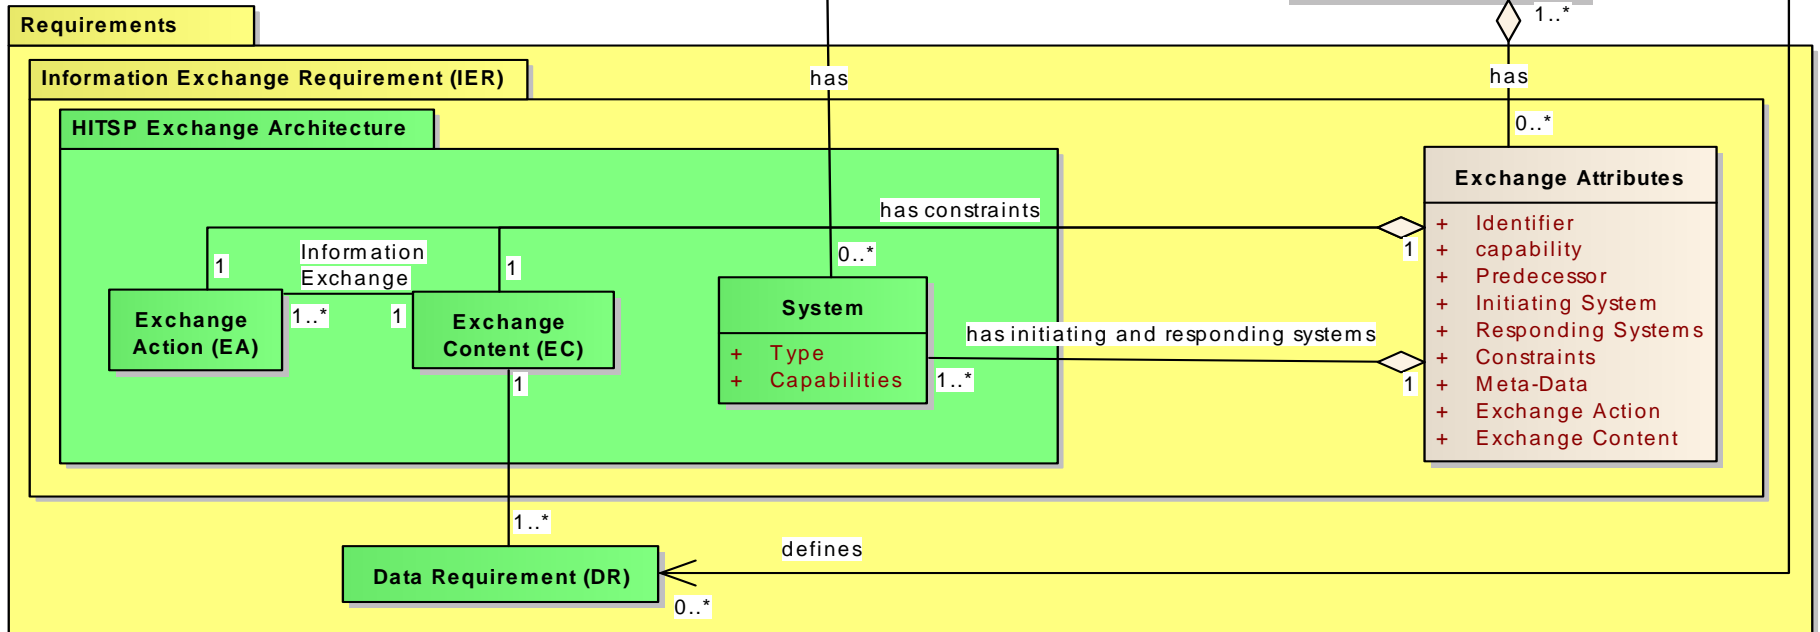 1..*
Requirements
Information Exchange Requirement (IER)
has
has
HITSP Exchange Architecture
0..*
Exchange Attributes
has constraints
+ Identifier
+ capability
+ Predecessor
+ Initiating System
+ Responding Systems
+ Constraints
+ Meta-Data
+ Exchange Action
+ Exchange Content
1
Information
Exchange
1
1
0..*
1..*
1
Exchange
Action (EA)
Exchange
Content (EC)
System
+ Type
+ Capabilities
has initiating and responding systems
1..*
1
1
1..*
defines
Data Requirement (DR)
0..*